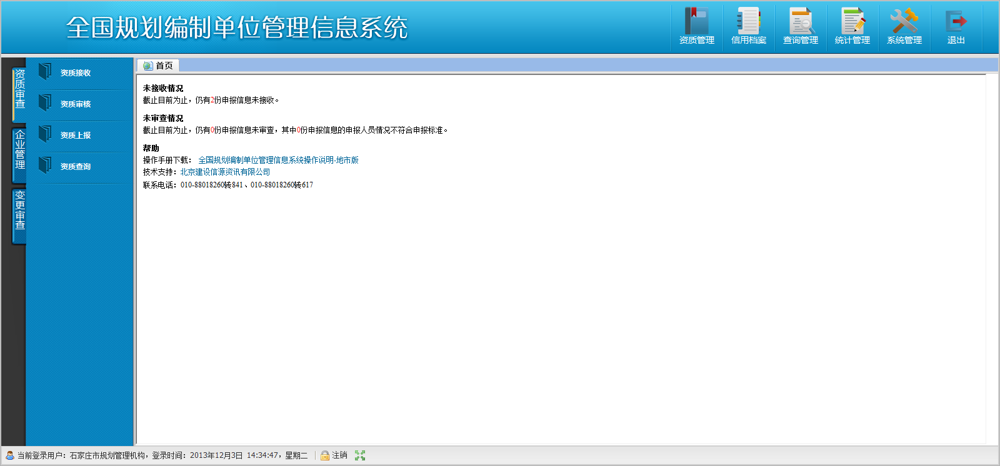 全国规划编制单位管理信息系统
资质管理 信用档案 查询管理 统计管理 系统管理 退出
资质审查
企业管理
变更审查
资质接收
资质审核
资质上报
资质查询
首页
未接收情况
截止目前为止，仍有2份申报信息未接收。
未审查情况
截止目前为止，仍有0份申报信息未审查，其中0份申报信息的申报人员情况不符合申报标准。
帮助
操作手册下载： 全国规划编制单位管理信息系统操作说明-地市版
技术支持：北京建设信源资讯有限公司
联系电话：010-88018260转841、010-88018260转617
当前登录用户：石家庄市规划管理机构，登录时间：2013年12月3日 14:34:47，星期二 注销